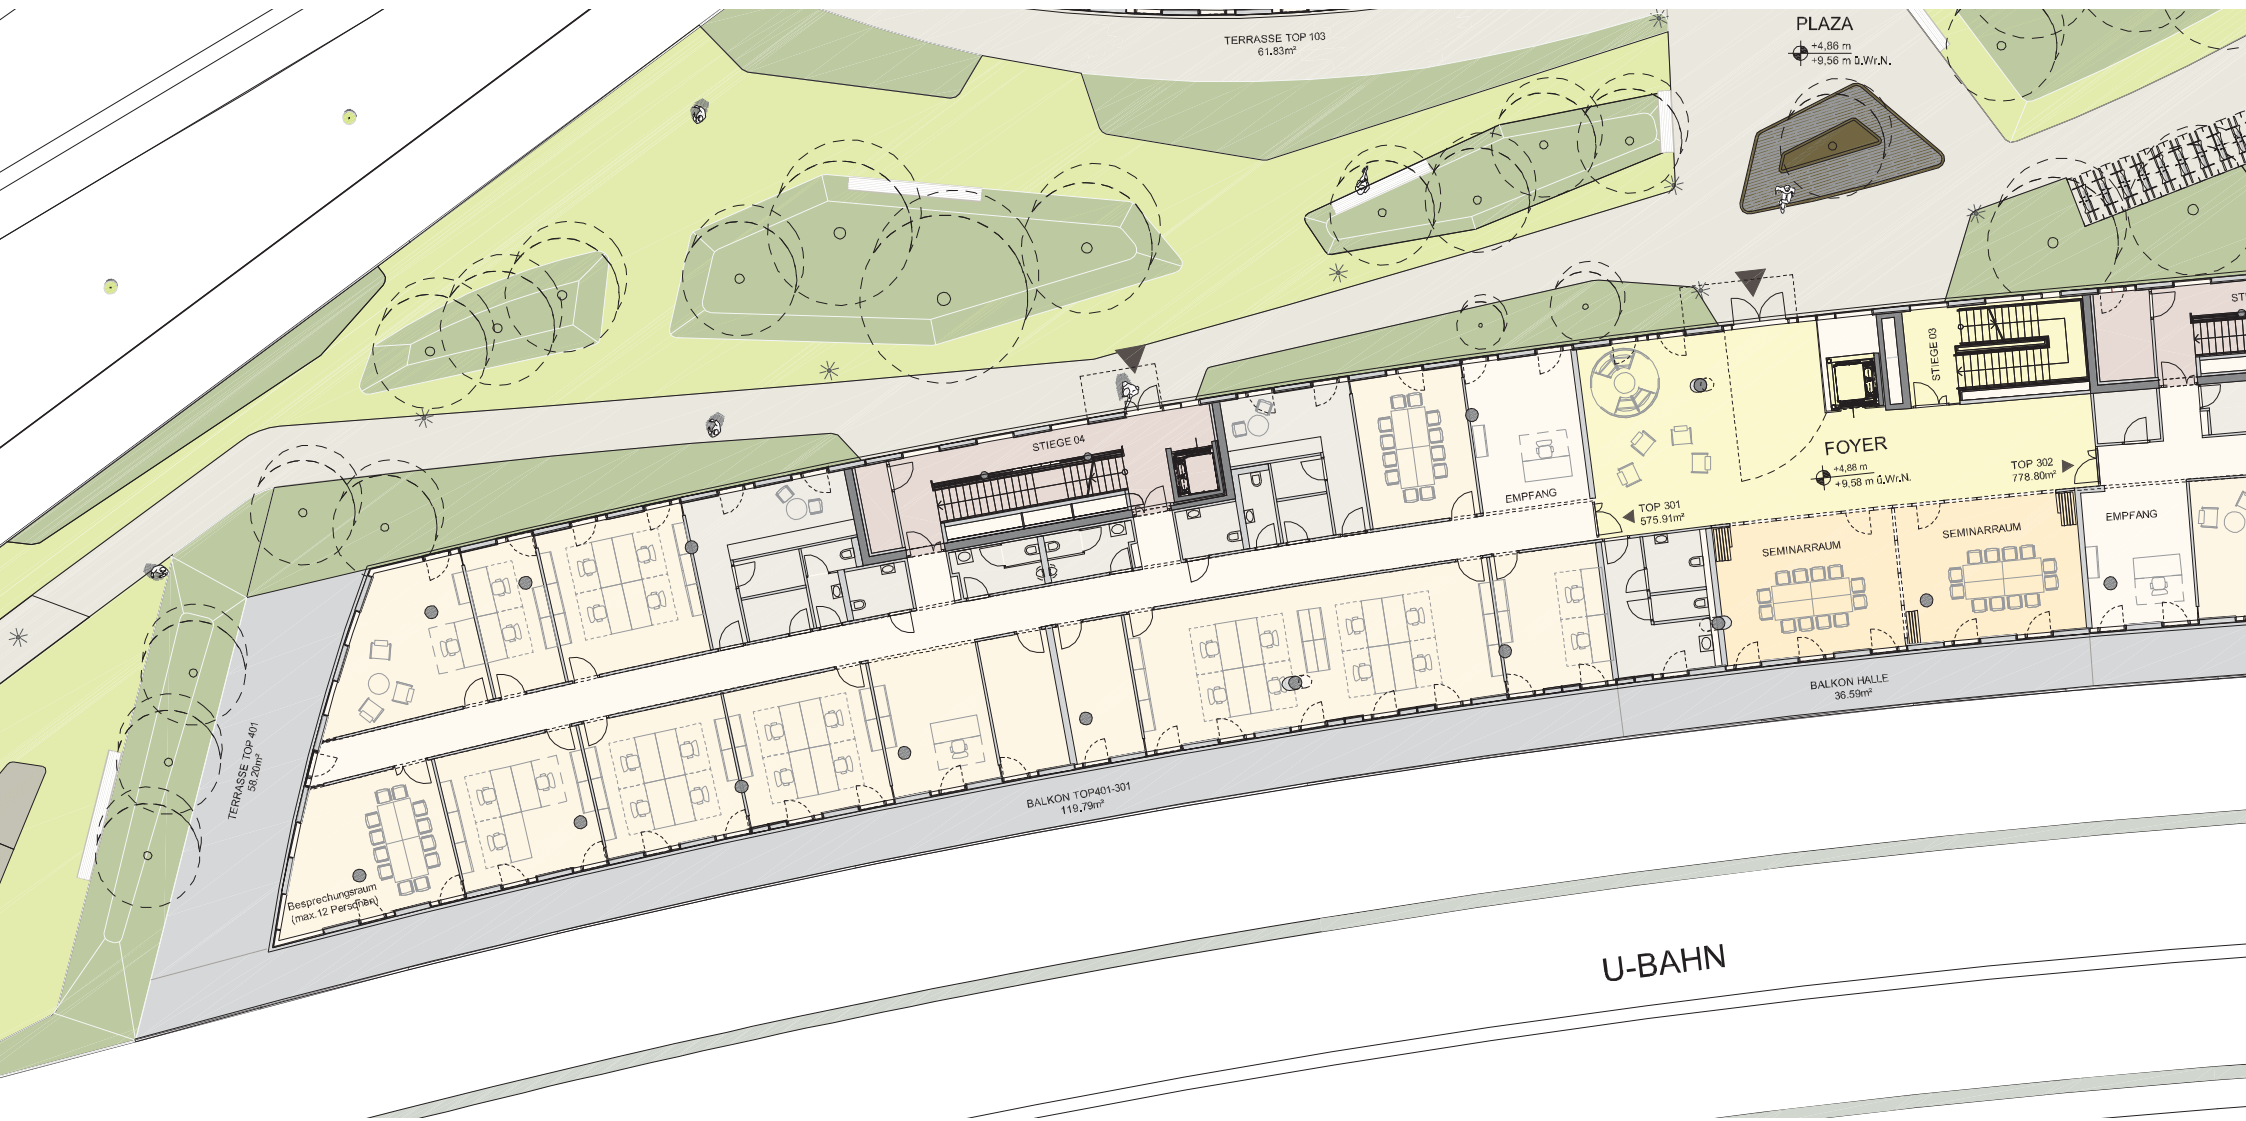 TERRASSE TOP 103
61.83m²
PLAZA
+4,86 m
+9,56 m ü.Wr.N.
STIEGE 03
STIEGE 04
FOYER
+4,88 m
+9,58 m ü.Wr.N.
TOP 302
778.80m²
TOP 301
575.91m²
EMPFANG
EMPFANG
SEMINARRAUM
SEMINARRAUM
BALKON HALLE
36.59m²
TERRASSE TOP 401
58.20m²
BALKON TOP401-301
119.79m²
Besprechungsraum
(max.12 Personen)
U-BAHN